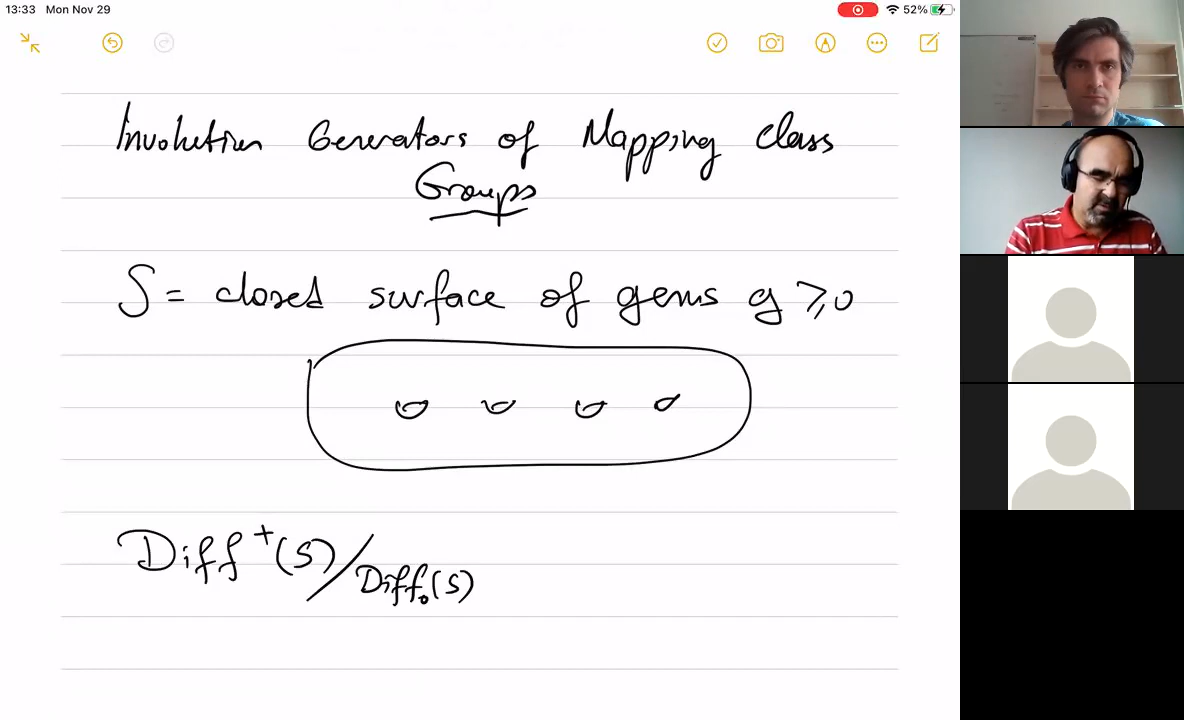 13:33 Mon Nov 29 52%
Involution Generators of Mapping Class
Groups
S = closed surface of genus g ≥ 0
Diff⁺(S)/Diff₀(S)